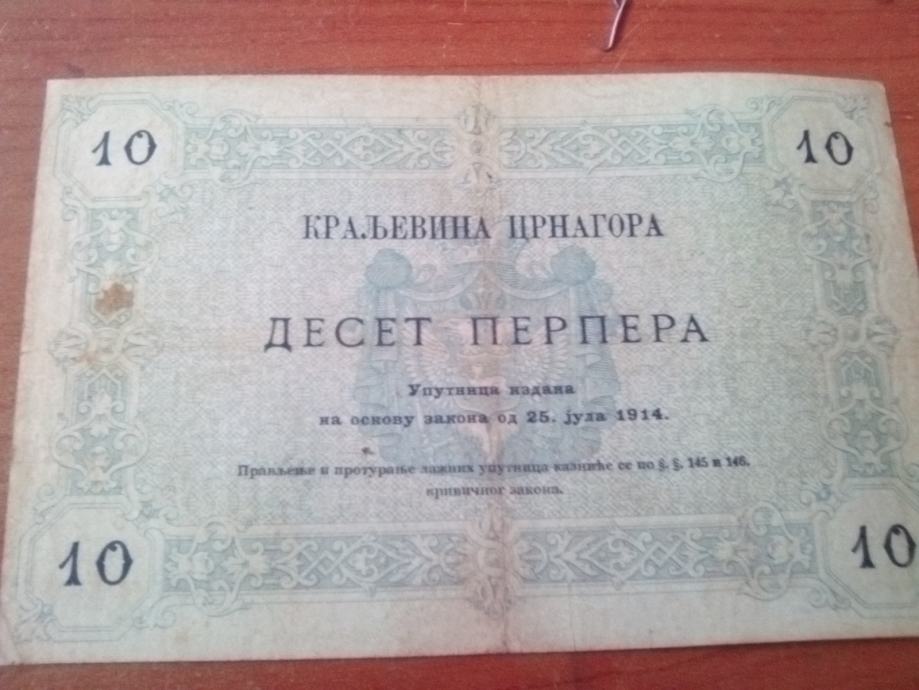 10 10
КРАЉЕВИНА ЦРНАГОРА
ДЕСЕТ ПЕРПЕРА
Упутница издана
на основу закона од 25. јула 1914.
Прављење и протурање лажних упутница казниће се по §. §. 145 и 146.
кривичног закона.
10 10